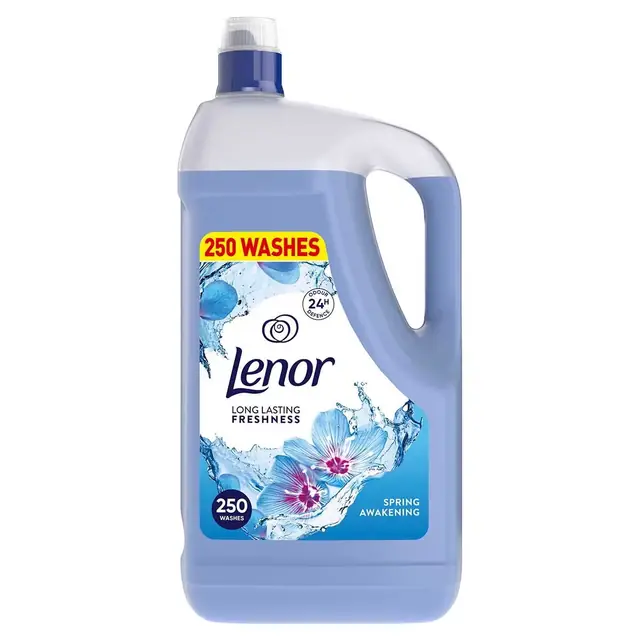 250 WASHES
ODOUR
24H
DEFENCE
Lenor
LONG LASTING
FRESHNESS
250
WASHES
SPRING
AWAKENING